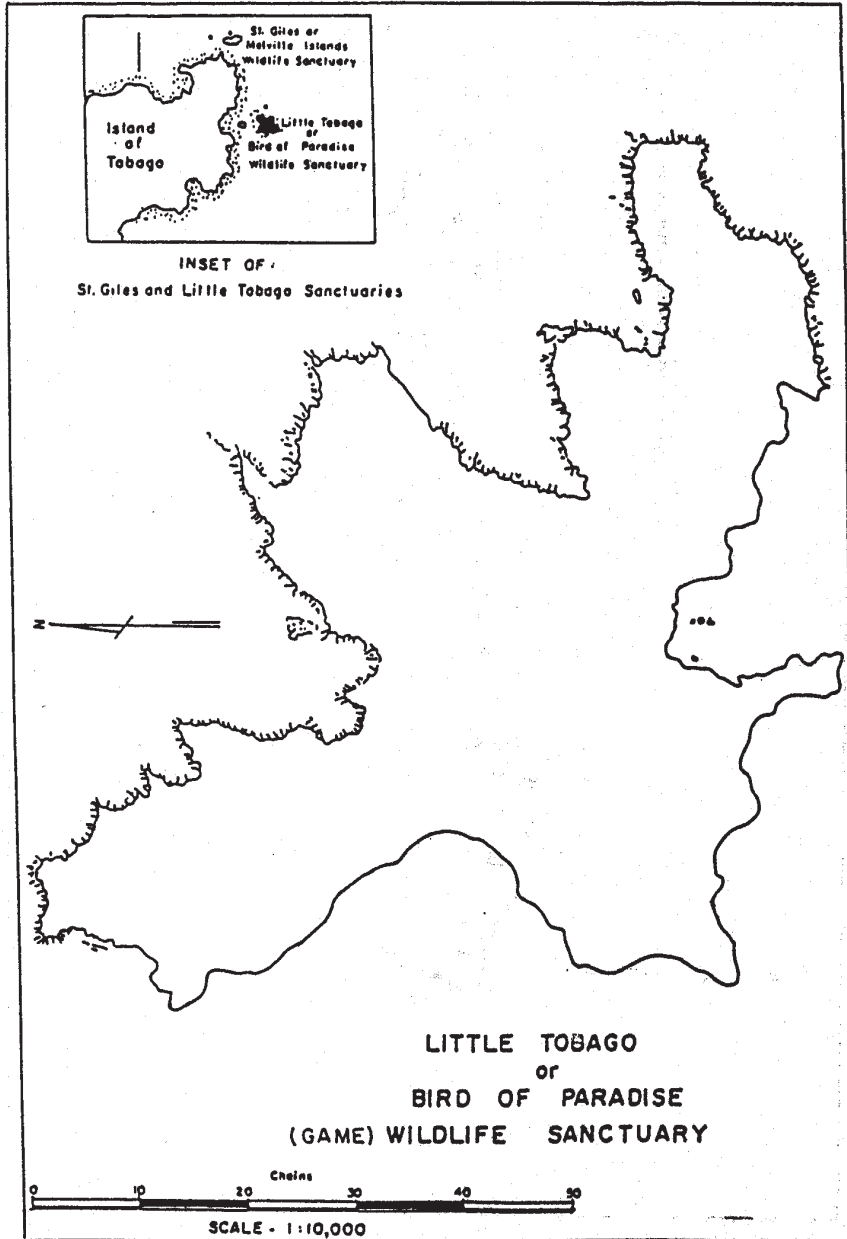 St. Giles or
Melville Islands
Wildlife Sanctuary
Island
of
Tobago
Little Tobago
or
Bird of Paradise
Wildlife Sanctuary
INSET OF
St. Giles and Little Tobago Sanctuaries
N
LITTLE TOBAGO
or
BIRD OF PARADISE
(GAME) WILDLIFE SANCTUARY
Chains
0 10 20 30 40 50
SCALE - 1:10,000